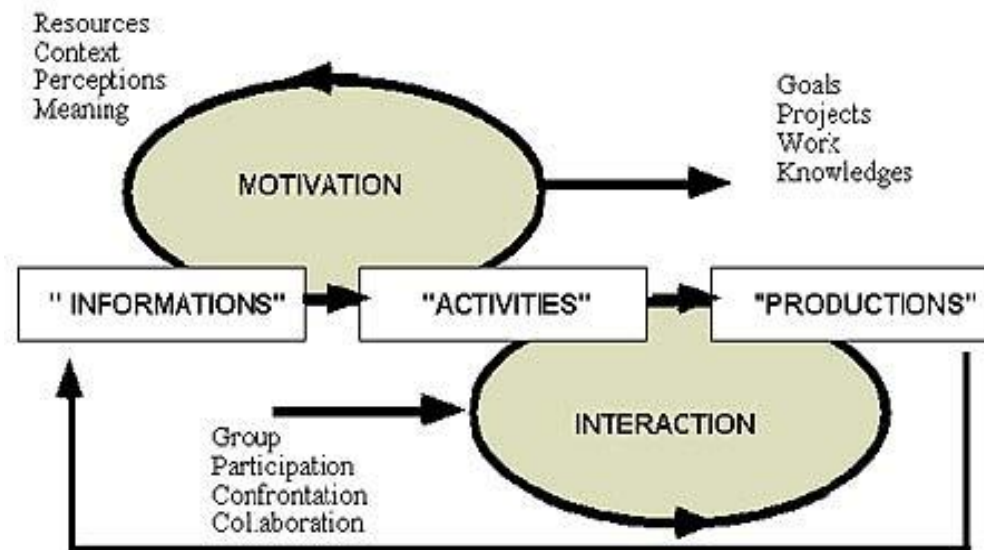 Resources
Context
Perceptions
Meaning
Goals
Projects
Work
Knowledges
MOTIVATION
" INFORMATIONS"
"ACTIVITIES"
"PRODUCTIONS"
INTERACTION
Group
Participation
Confrontation
Col.aboration